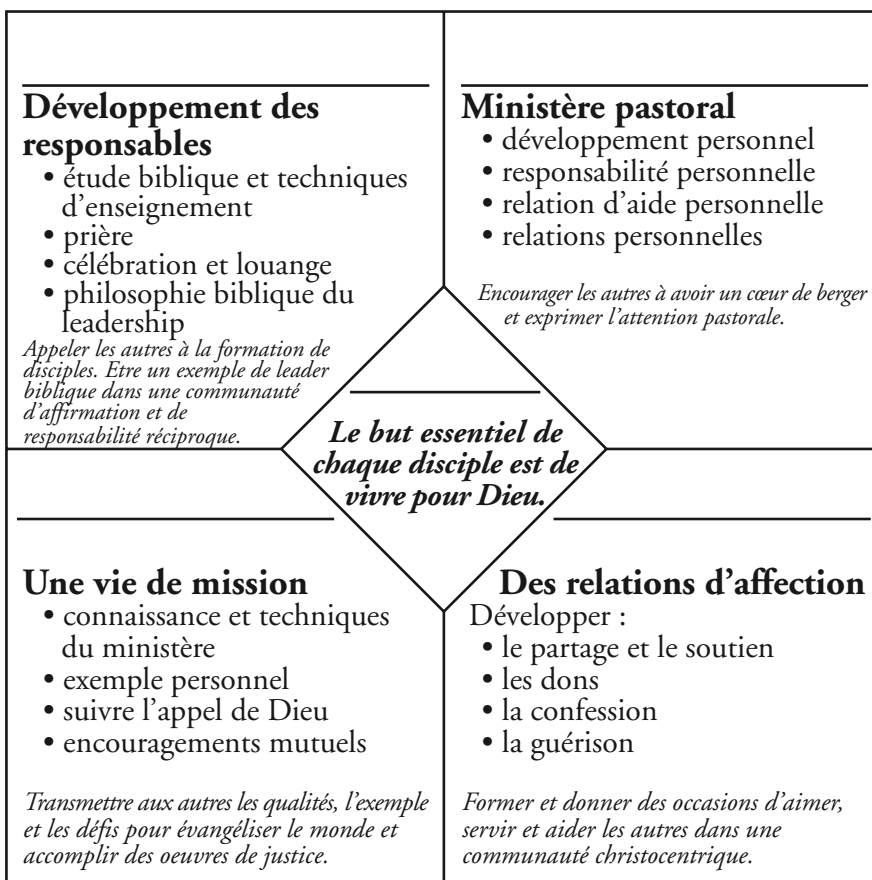 Développement des
responsables
• étude biblique et techniques
d'enseignement
• prière
• célébration et louange
• philosophie biblique du
leadership
Appeler les autres à la formation de
disciples. Etre un exemple de leader
biblique dans une communauté
d'affirmation et de
responsabilité réciproque.
Ministère pastoral
• développement personnel
• responsabilité personnelle
• relation d'aide personnelle
• relations personnelles
Encourager les autres à avoir un cœur de berger
et exprimer l'attention pastorale.
Le but essentiel de
chaque disciple est de
vivre pour Dieu.
Une vie de mission
• connaissance et techniques
du ministère
• exemple personnel
• suivre l'appel de Dieu
• encouragements mutuels
Transmettre aux autres les qualités, l'exemple
et les défis pour évangéliser le monde et
accomplir des oeuvres de justice.
Des relations d'affection
Développer :
• le partage et le soutien
• les dons
• la confession
• la guérison
Former et donner des occasions d'aimer,
servir et aider les autres dans une
communauté christocentrique.